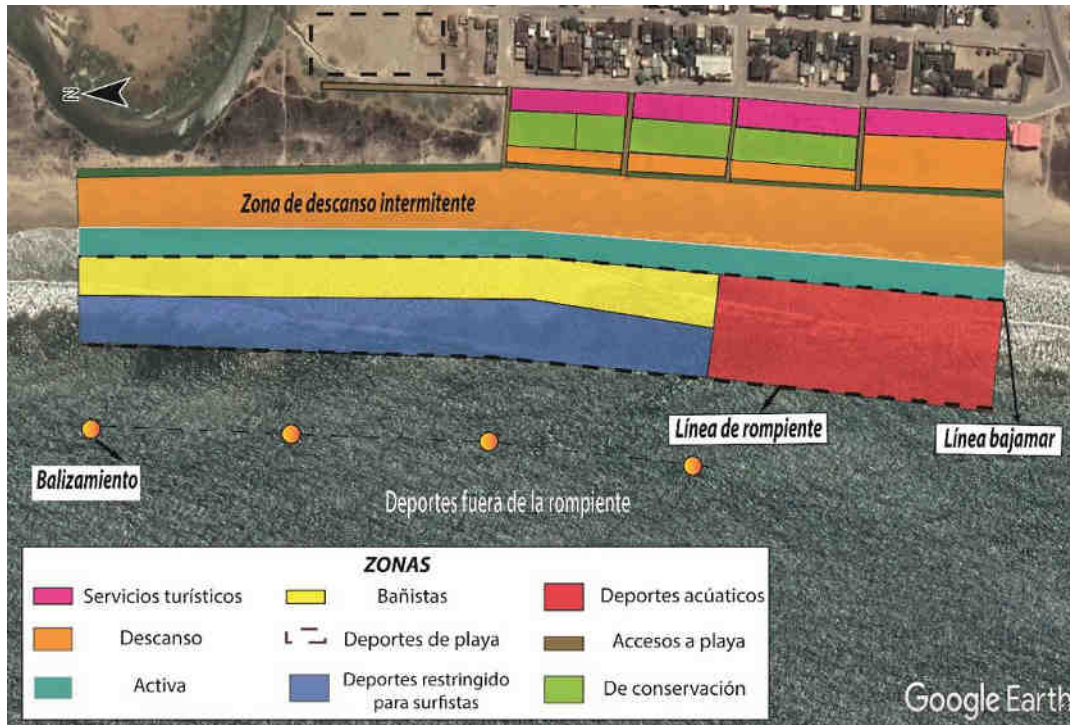 N
Zona de descanso intermitente
Línea de rompiente
Línea bajamar
Balizamiento
Deportes fuera de la rompiente
ZONAS
Servicios turísticos
Bañistas
Deportes acúaticos
Descanso
Deportes de playa
Accesos a playa
Activa
Deportes restringido
para surfistas
De conservación
Google Earth